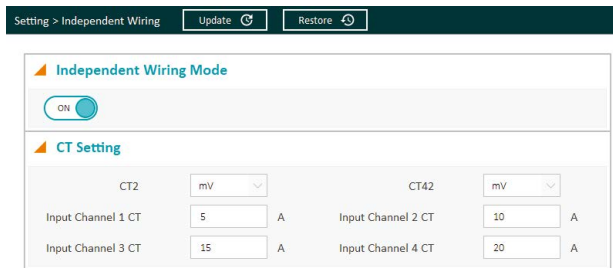 Setting > Independent Wiring Update Restore
Independent Wiring Mode
ON
CT Setting
CT2 mV CT42 mV
Input Channel 1 CT 5 A Input Channel 2 CT 10 A
Input Channel 3 CT 15 A Input Channel 4 CT 20 A